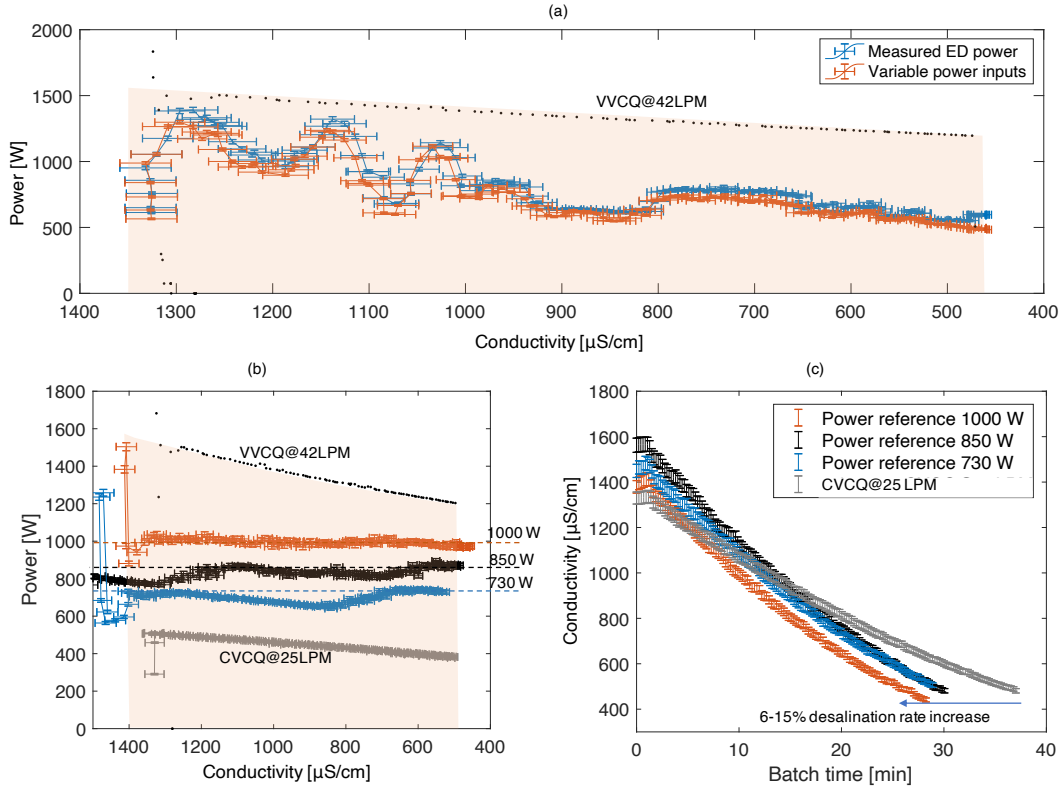 (a)
2000
1500
1000
500
0
Power [W]
Measured ED power
Variable power inputs
VVCQ@42LPM
1400 1300 1200 1100 1000 900 800 700 600 500 400
Conductivity [µS/cm]
(b)
1800
1600
1400
1200
1000
800
600
400
200
0
Power [W]
VVCQ@42LPM
1000 W
850 W
730 W
CVCQ@25LPM
1400 1200 1000 800 600 400
Conductivity [µS/cm]
(c)
1800
1600
1400
1200
1000
800
600
400
Conductivity [µS/cm]
Power reference 1000 W
Power reference 850 W
Power reference 730 W
CVCQ@25 LPM
6-15% desalination rate increase
0 10 20 30 40
Batch time [min]